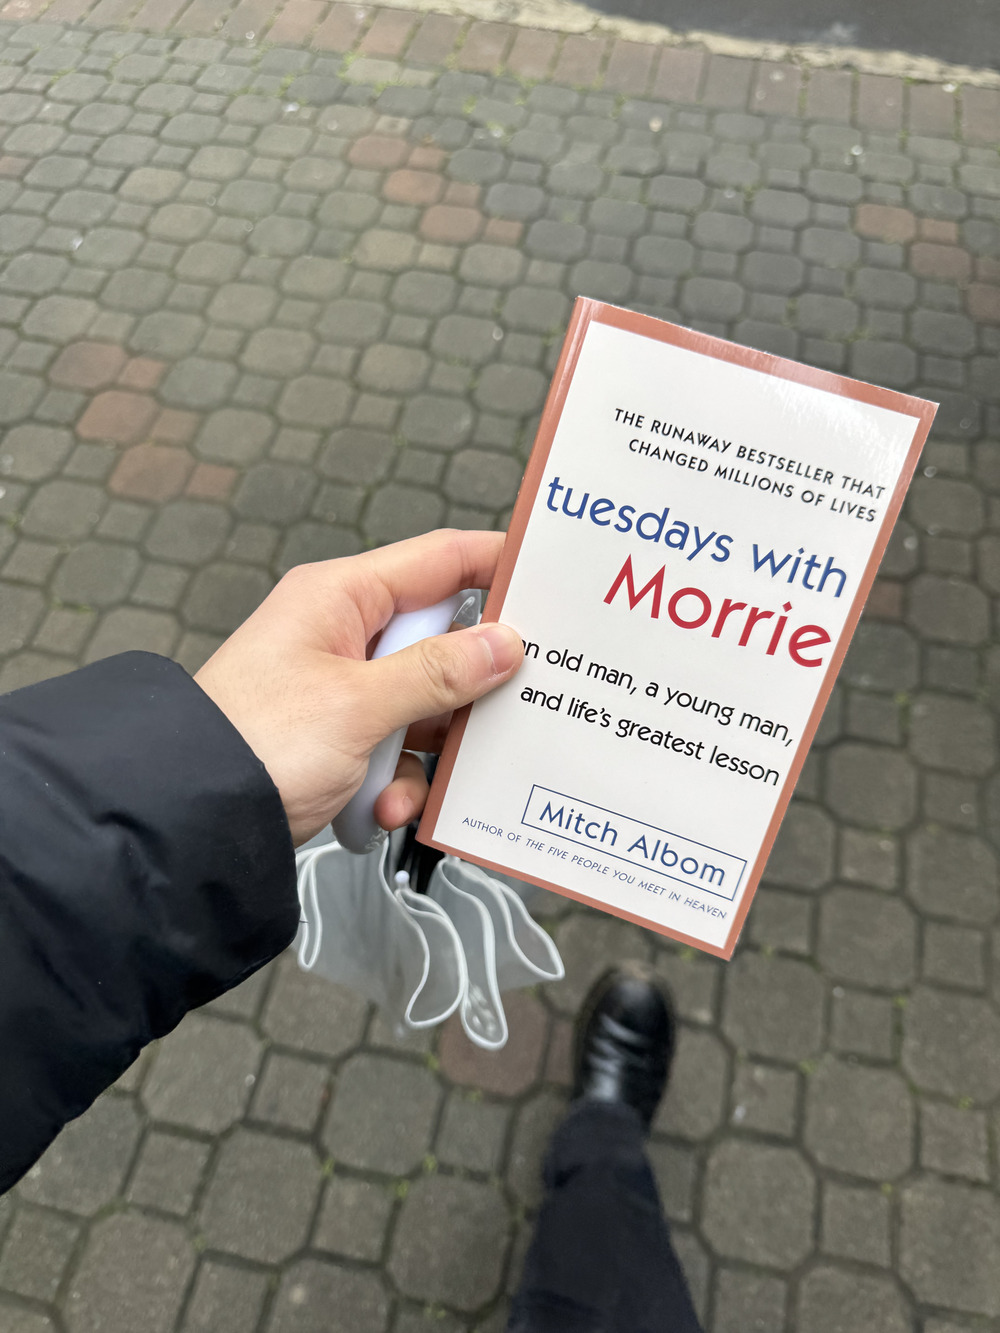 THE RUNAWAY BESTSELLER THAT
CHANGED MILLIONS OF LIVES
tuesdays with
Morrie
an old man, a young man,
and life's greatest lesson
Mitch Albom
AUTHOR OF THE FIVE PEOPLE YOU MEET IN HEAVEN